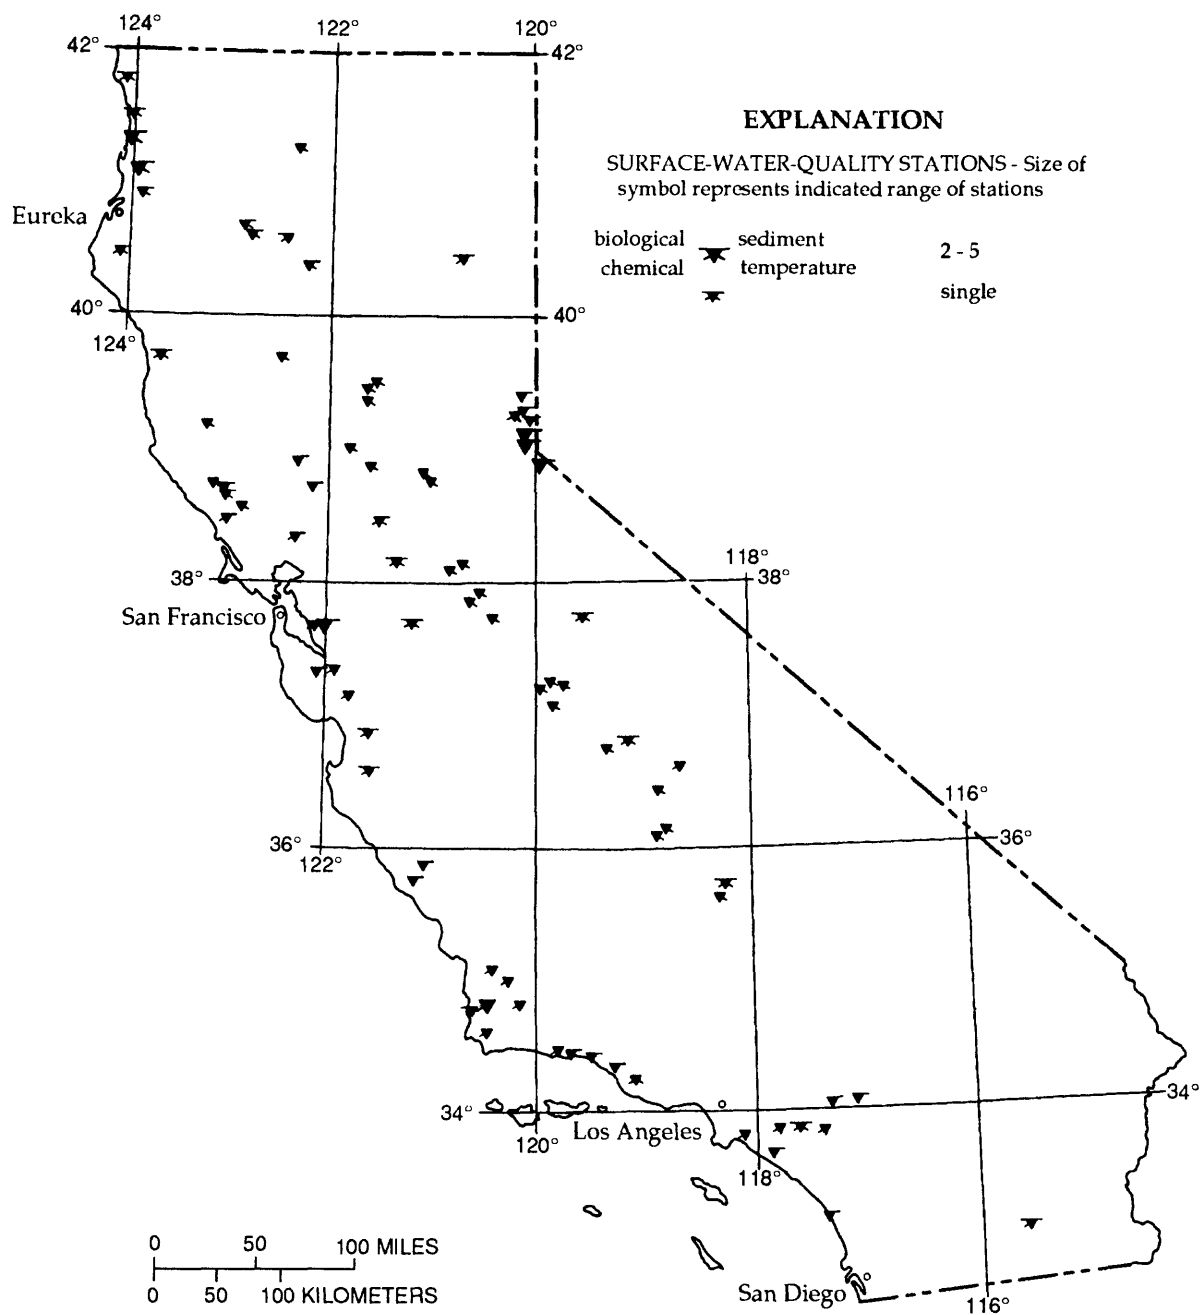 124° 122° 120°
42° 42°
EXPLANATION
SURFACE-WATER-QUALITY STATIONS - Size of
symbol represents indicated range of stations
biological sediment 2 - 5
chemical temperature
single
Eureka
40° 40°
124°
118°
38° 38°
San Francisco
116°
36° 36°
122°
34° 34°
Los Angeles
120°
118°
0 50 100 MILES
0 50 100 KILOMETERS
San Diego
116°